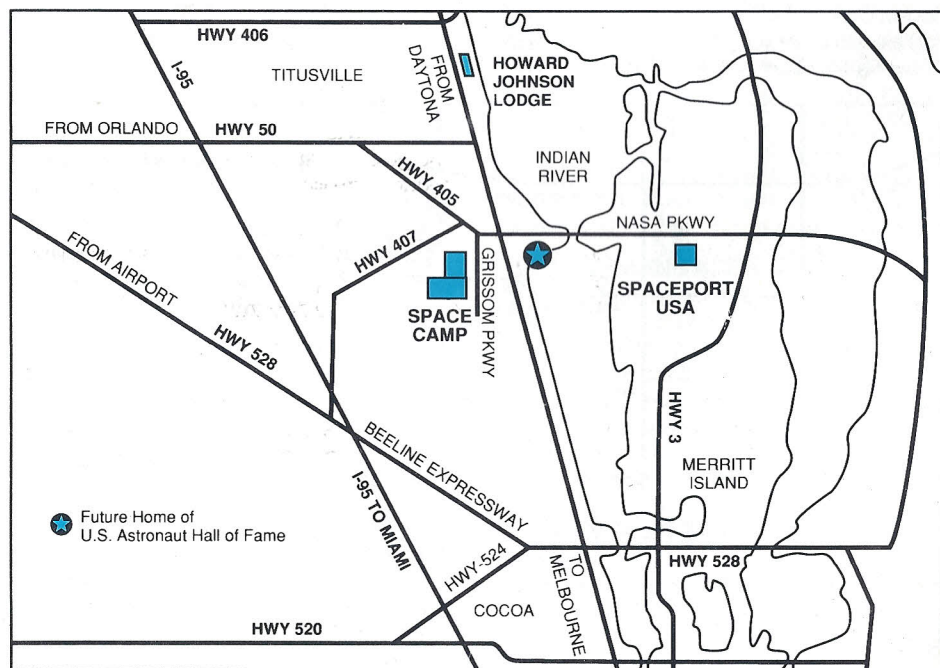 HWY 406
I-95
TITUSVILLE
FROM
DAYTONA
HOWARD
JOHNSON
LODGE
FROM ORLANDO
HWY 50
INDIAN
RIVER
HWY 405
NASA PKWY
HWY 407
FROM AIRPORT
GRISSOM PKWY
SPACE
CAMP
SPACEPORT
USA
HWY 528
HWY 3
BEELINE EXPRESSWAY
MERRITT
ISLAND
I-95 TO MIAMI
Future Home of
U.S. Astronaut Hall of Fame
HWY-524
TO
MELBOURNE
HWY 528
COCOA
HWY 520